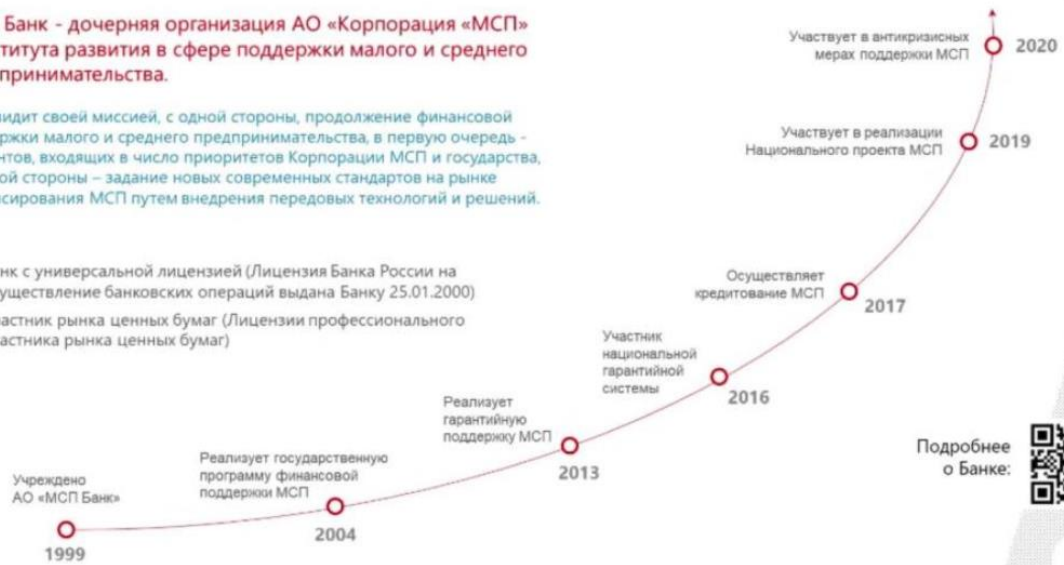 Банк - дочерняя организация АО «Корпорация «МСП»
титута развития в сфере поддержки малого и среднего
принимательства.
видит своей миссией, с одной стороны, продолжение финансовой
ржки малого и среднего предпринимательства, в первую очередь -
нтов, входящих в число приоритетов Корпорации МСП и государства,
ой стороны – задание новых современных стандартов на рынке
сирования МСП путем внедрения передовых технологий и решений.
нк с универсальной лицензией (Лицензия Банка России на
уществление банковских операций выдана Банку 25.01.2000)
астник рынка ценных бумаг (Лицензии профессионального
астника рынка ценных бумаг)
Учреждено
АО «МСП Банк»
1999
Реализует государственную
программу финансовой
поддержки МСП
2004
Реализует
гарантийную
поддержку МСП
2013
Участник
национальной
гарантийной
системы
2016
Осуществляет
кредитование МСП
2017
Участвует в реализации
Национального проекта МСП
2019
Участвует в антикризисных
мерах поддержки МСП
2020
Подробнее
о Банке: